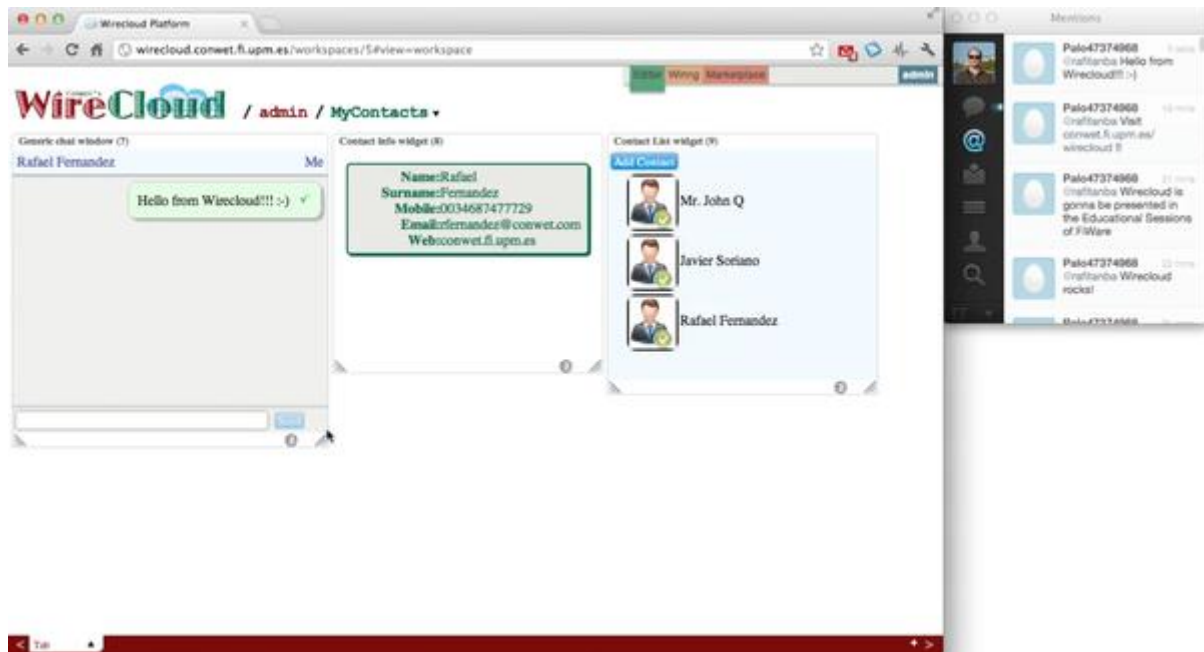 Wirecloud Platform
Mentions
wirecloud.conwet.fi.upm.es/workspaces/5#view=workspace
Editor Wiring Marketplace
admin
WireCloud / admin / MyContacts
Generic chat window (7)
Rafael Fernandez Me
Hello from Wirecloud!!! :-)
Contact Info widget (8)
Name:Rafael
Surname:Fernandez
Mobile:0034687477729
Email:rfernandez@conwet.com
Web:conwet.fi.upm.es
Contact List widget (9)
Add Contact
Mr. John Q
Javier Soriano
Rafael Fernandez
Send
Tab
Palo47374968
@rafitanba Hello from
Wirecloud!!! :-)
Palo47374968
@rafitanba Visit
conwet.fi.upm.es/
wirecloud !!
Palo47374968
@rafitanba Wirecloud is
gonna be presented in
the Educational Sessions
of FiWare
Palo47374968
@rafitanba Wirecloud
rocks!
Palo47374968